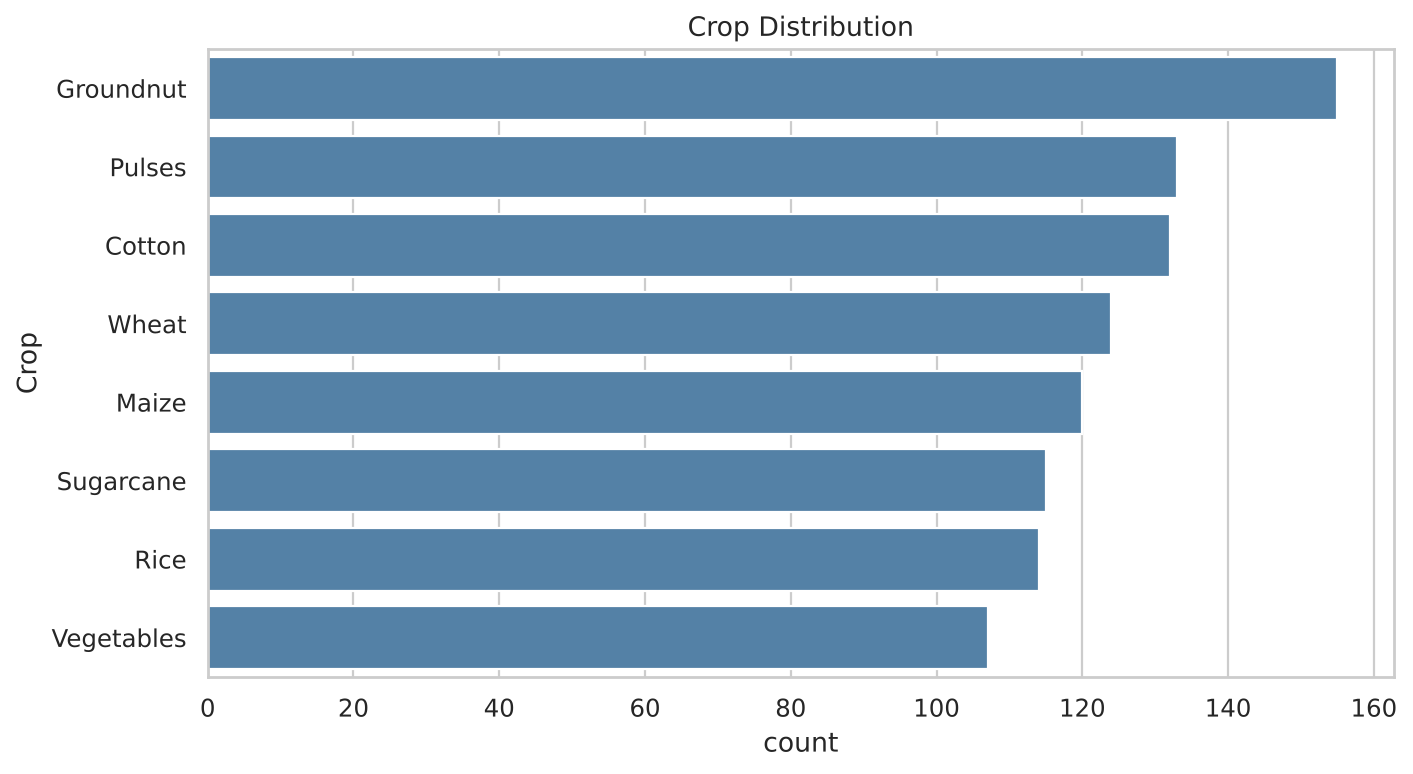 Crop Distribution
Crop
Groundnut
Pulses
Cotton
Wheat
Maize
Sugarcane
Rice
Vegetables
0 20 40 60 80 100 120 140 160
count